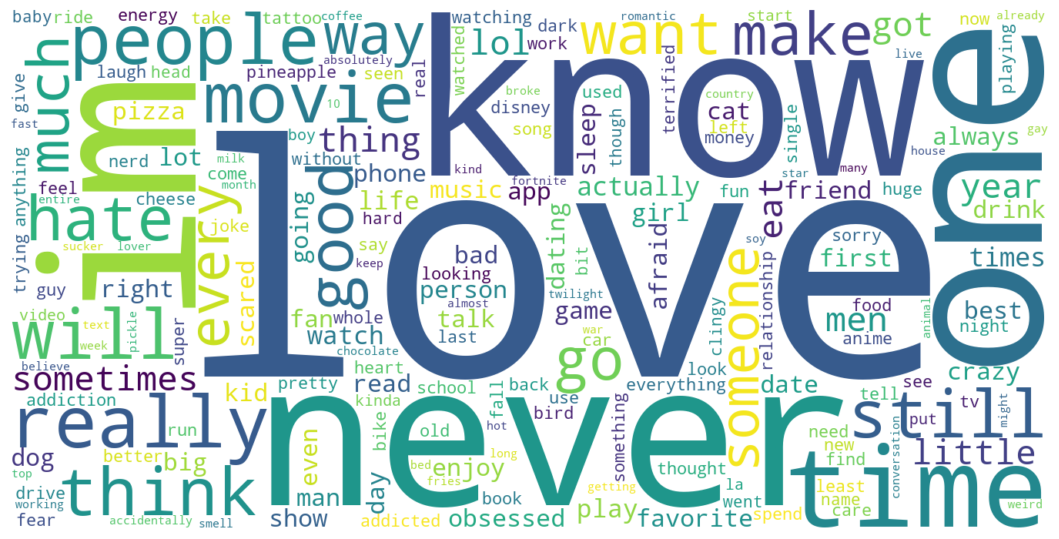 baby
ride
energy
take
tattoo
coffee
watching
dark
romantic
start
now
already
people
way
absolutely
lol
work
want
make
got
know
one
playing
much
laugh
head
pineapple
seen
real
watched
live
im
movie
disney
used
terrified
country
cat
left
money
give
fast
pizza
10
broke
song
sleep
though
single
always
gay
boy
thing
nerd
lot
milk
come
month
without
phone
kind
fortnite
many
house
star
trying
anything
feel
entire
cheese
every
love
good
going
life
music
app
actually
fun
friend
huge
year
drink
hate
joke
say
hard
girl
eat
sucker
lover
scared
keep
bad
looking
person
almost
talk
last
dating
bit
afraid
soy
sorry
first
times
guy
right
fan
whole
watch
twilight
game
war
car
someone
clingy
look
relationship
food
men
anime
best
night
animal
video
will
text
week
pickle
super
believe
chocolate
heart
go
everything
crazy
sometimes
addiction
kid
pretty
kinda
read
school
back
fall
use
bird
date
tell
see
put
tv
might
really
never
still
little
dog
run
better
big
even
bike
old
hot
bed
fries
enjoy
long
something
thought
need
new
find
conversation
top
working
think
man
day
book
getting
la
went
time
least
name
care
weird
drive
fear
accidentally
smell
show
addicted
obsessed
play
favorite
spend